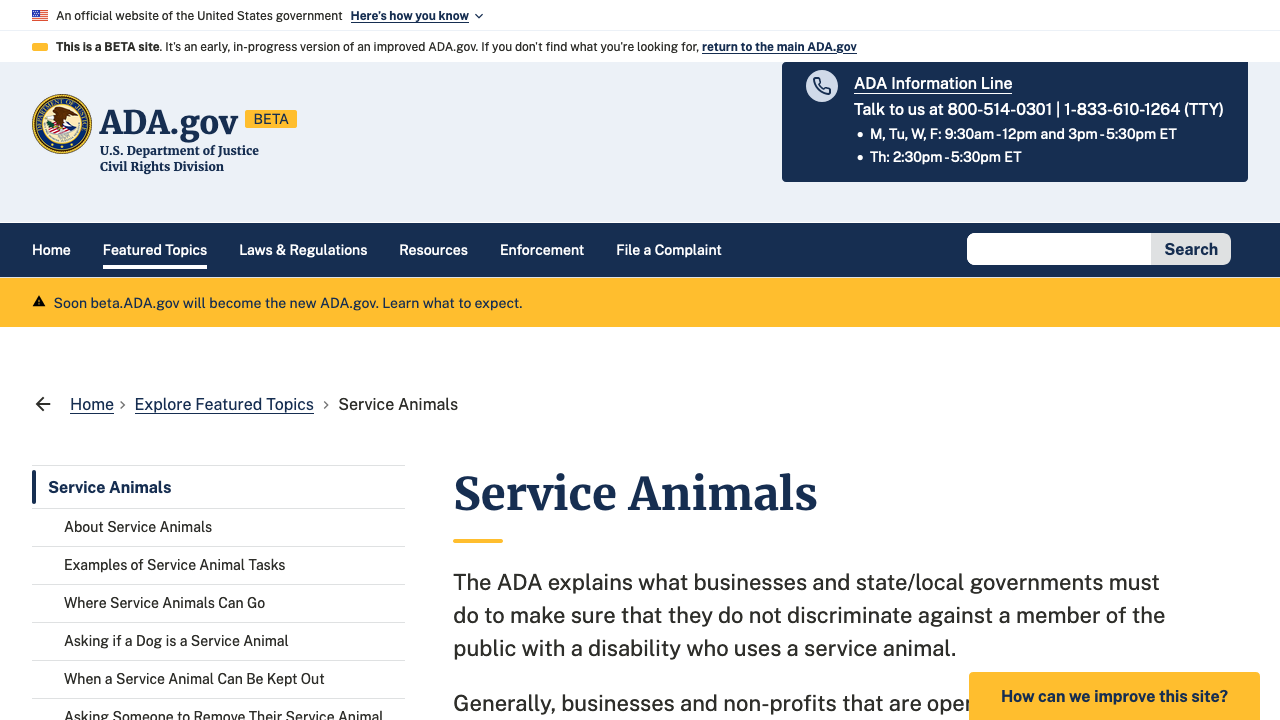 An official website of the United States government Here's how you know
This is a BETA site. It's an early, in-progress version of an improved ADA.gov. If you don't find what you're looking for, return to the main ADA.gov
ADA.gov BETA
U.S. Department of Justice
Civil Rights Division
ADA Information Line
Talk to us at 800-514-0301 | 1-833-610-1264 (TTY)
• M, Tu, W, F: 9:30am - 12pm and 3pm - 5:30pm ET
• Th: 2:30pm - 5:30pm ET
Home Featured Topics Laws & Regulations Resources Enforcement File a Complaint Search
Soon beta.ADA.gov will become the new ADA.gov. Learn what to expect.
Home > Explore Featured Topics > Service Animals
Service Animals
About Service Animals
Examples of Service Animal Tasks
Where Service Animals Can Go
Asking if a Dog is a Service Animal
When a Service Animal Can Be Kept Out
Asking Someone to Remove Their Service Animal
Service Animals
The ADA explains what businesses and state/local governments must
do to make sure that they do not discriminate against a member of the
public with a disability who uses a service animal.
Generally, businesses and non-profits that are
How can we improve this site?